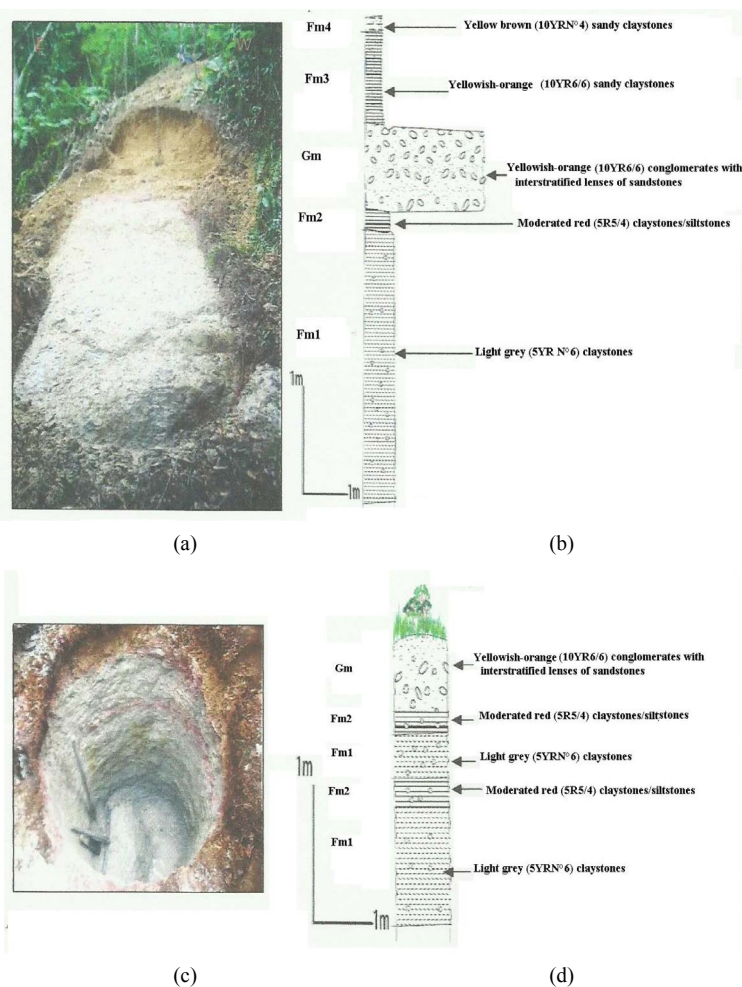 E
W
Fm4
Yellow brown (10YRN°4) sandy claystones
Fm3
Yellowish-orange (10YR6/6) sandy claystones
Gm
Yellowish-orange (10YR6/6) conglomerates with
interstratified lenses of sandstones
Fm2
Moderated red (5R5/4) claystones/siltstones
Fm1
Light grey (5YR N°6) claystones
1m
1m
(a)
(b)
Gm
Yellowish-orange (10YR6/6) conglomerates with
interstratified lenses of sandstones
Fm2
Moderated red (5R5/4) claystones/siltstones
Fm1
Light grey (5YRN°6) claystones
1m
Fm2
Moderated red (5R5/4) claystones/siltstones
Fm1
Light grey (5YRN°6) claystones
1m
(c)
(d)